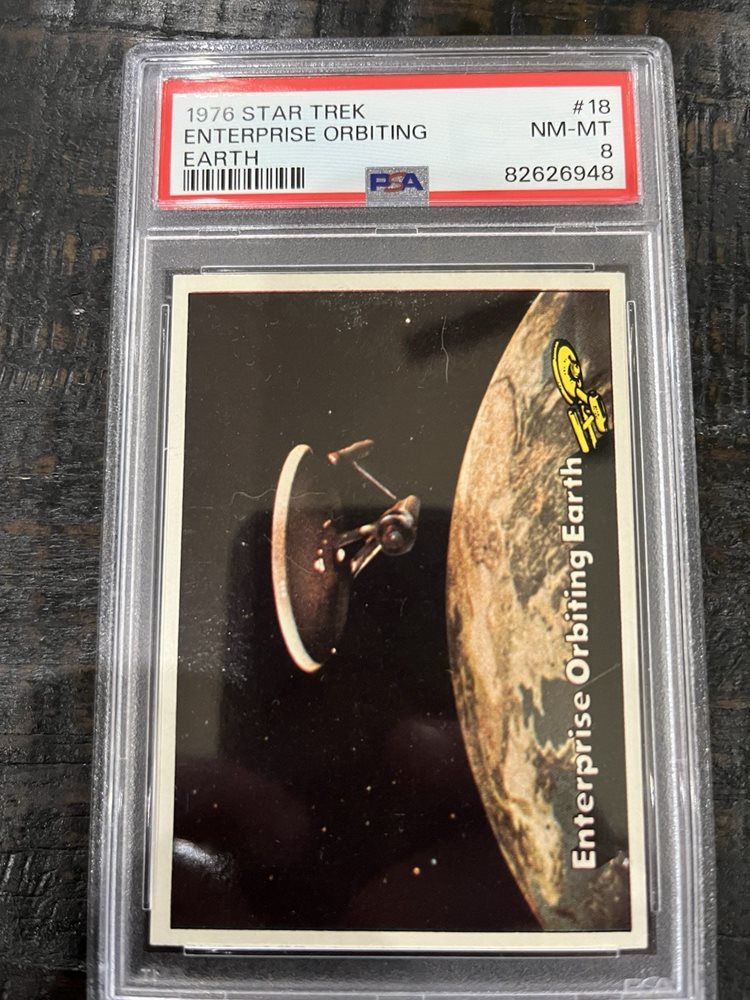 1976 STAR TREK
ENTERPRISE ORBITING
EARTH
#18
NM-MT
8
82626948
PSA
Enterprise Orbiting Earth